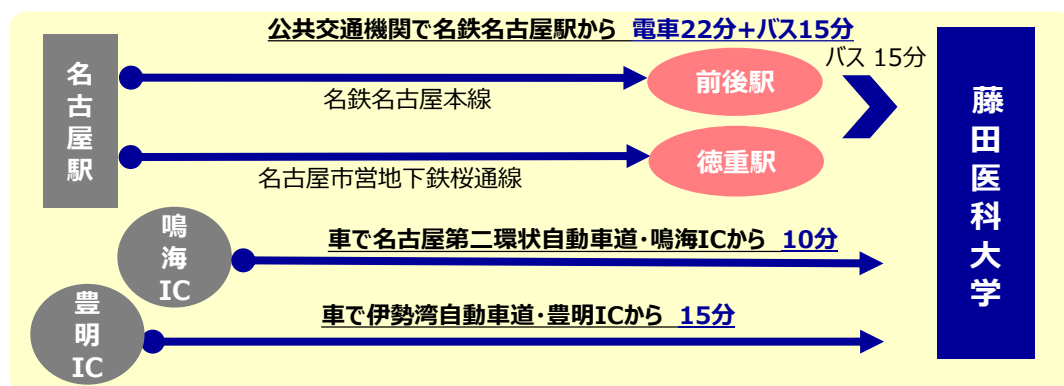 公共交通機関で名鉄名古屋駅から 電車22分+バス15分
名古屋駅
名鉄名古屋本線
前後駅
バス 15分
名古屋市営地下鉄桜通線
徳重駅
藤田医科大学
鳴海IC
車で名古屋第二環状自動車道・鳴海ICから 10分
豊明IC
車で伊勢湾自動車道・豊明ICから 15分